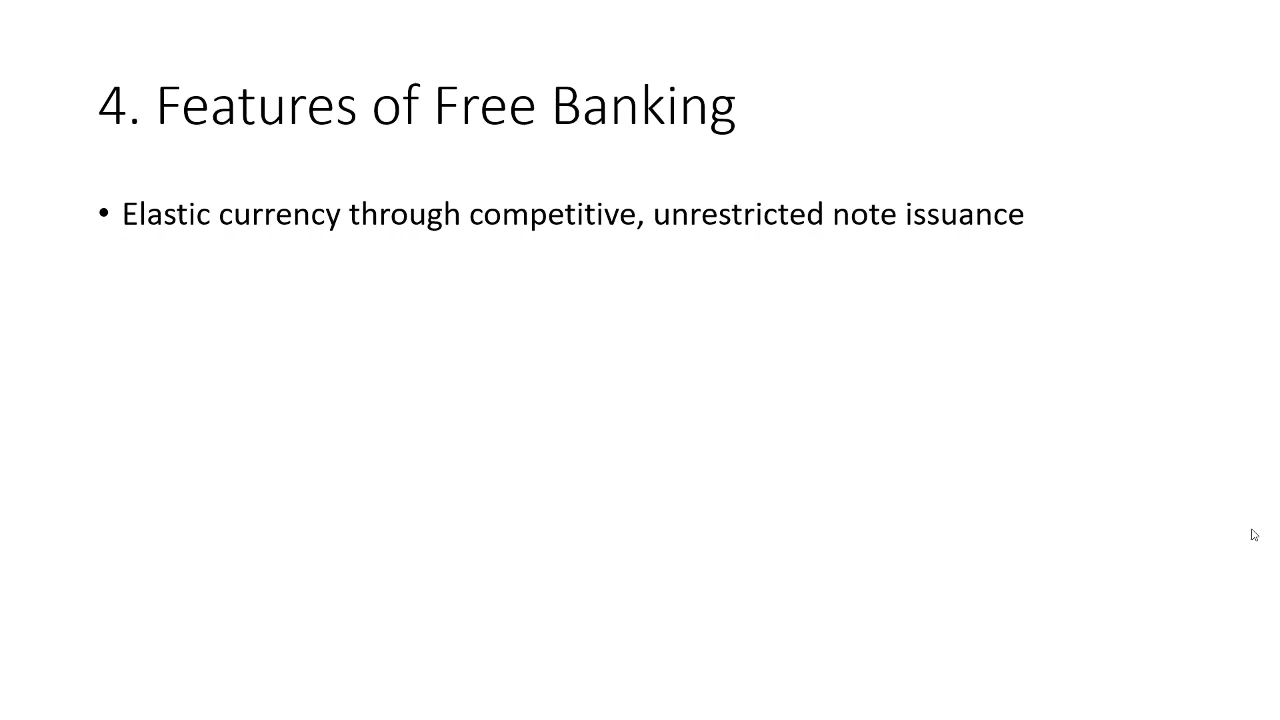 4. Features of Free Banking
• Elastic currency through competitive, unrestricted note issuance